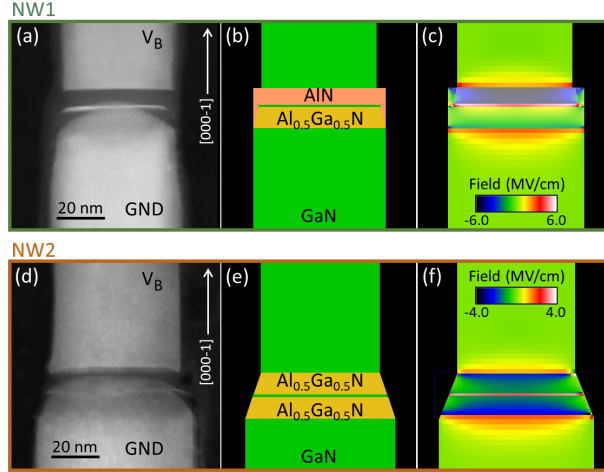 NW1
(a)
V_B
[000-1]
20 nm
GND
(b)
AlN
Al0.5Ga0.5N
GaN
(c)
Field (MV/cm)
-6.0 6.0
NW2
(d)
V_B
[000-1]
20 nm
GND
(e)
Al0.5Ga0.5N
Al0.5Ga0.5N
GaN
(f)
Field (MV/cm)
-4.0 4.0